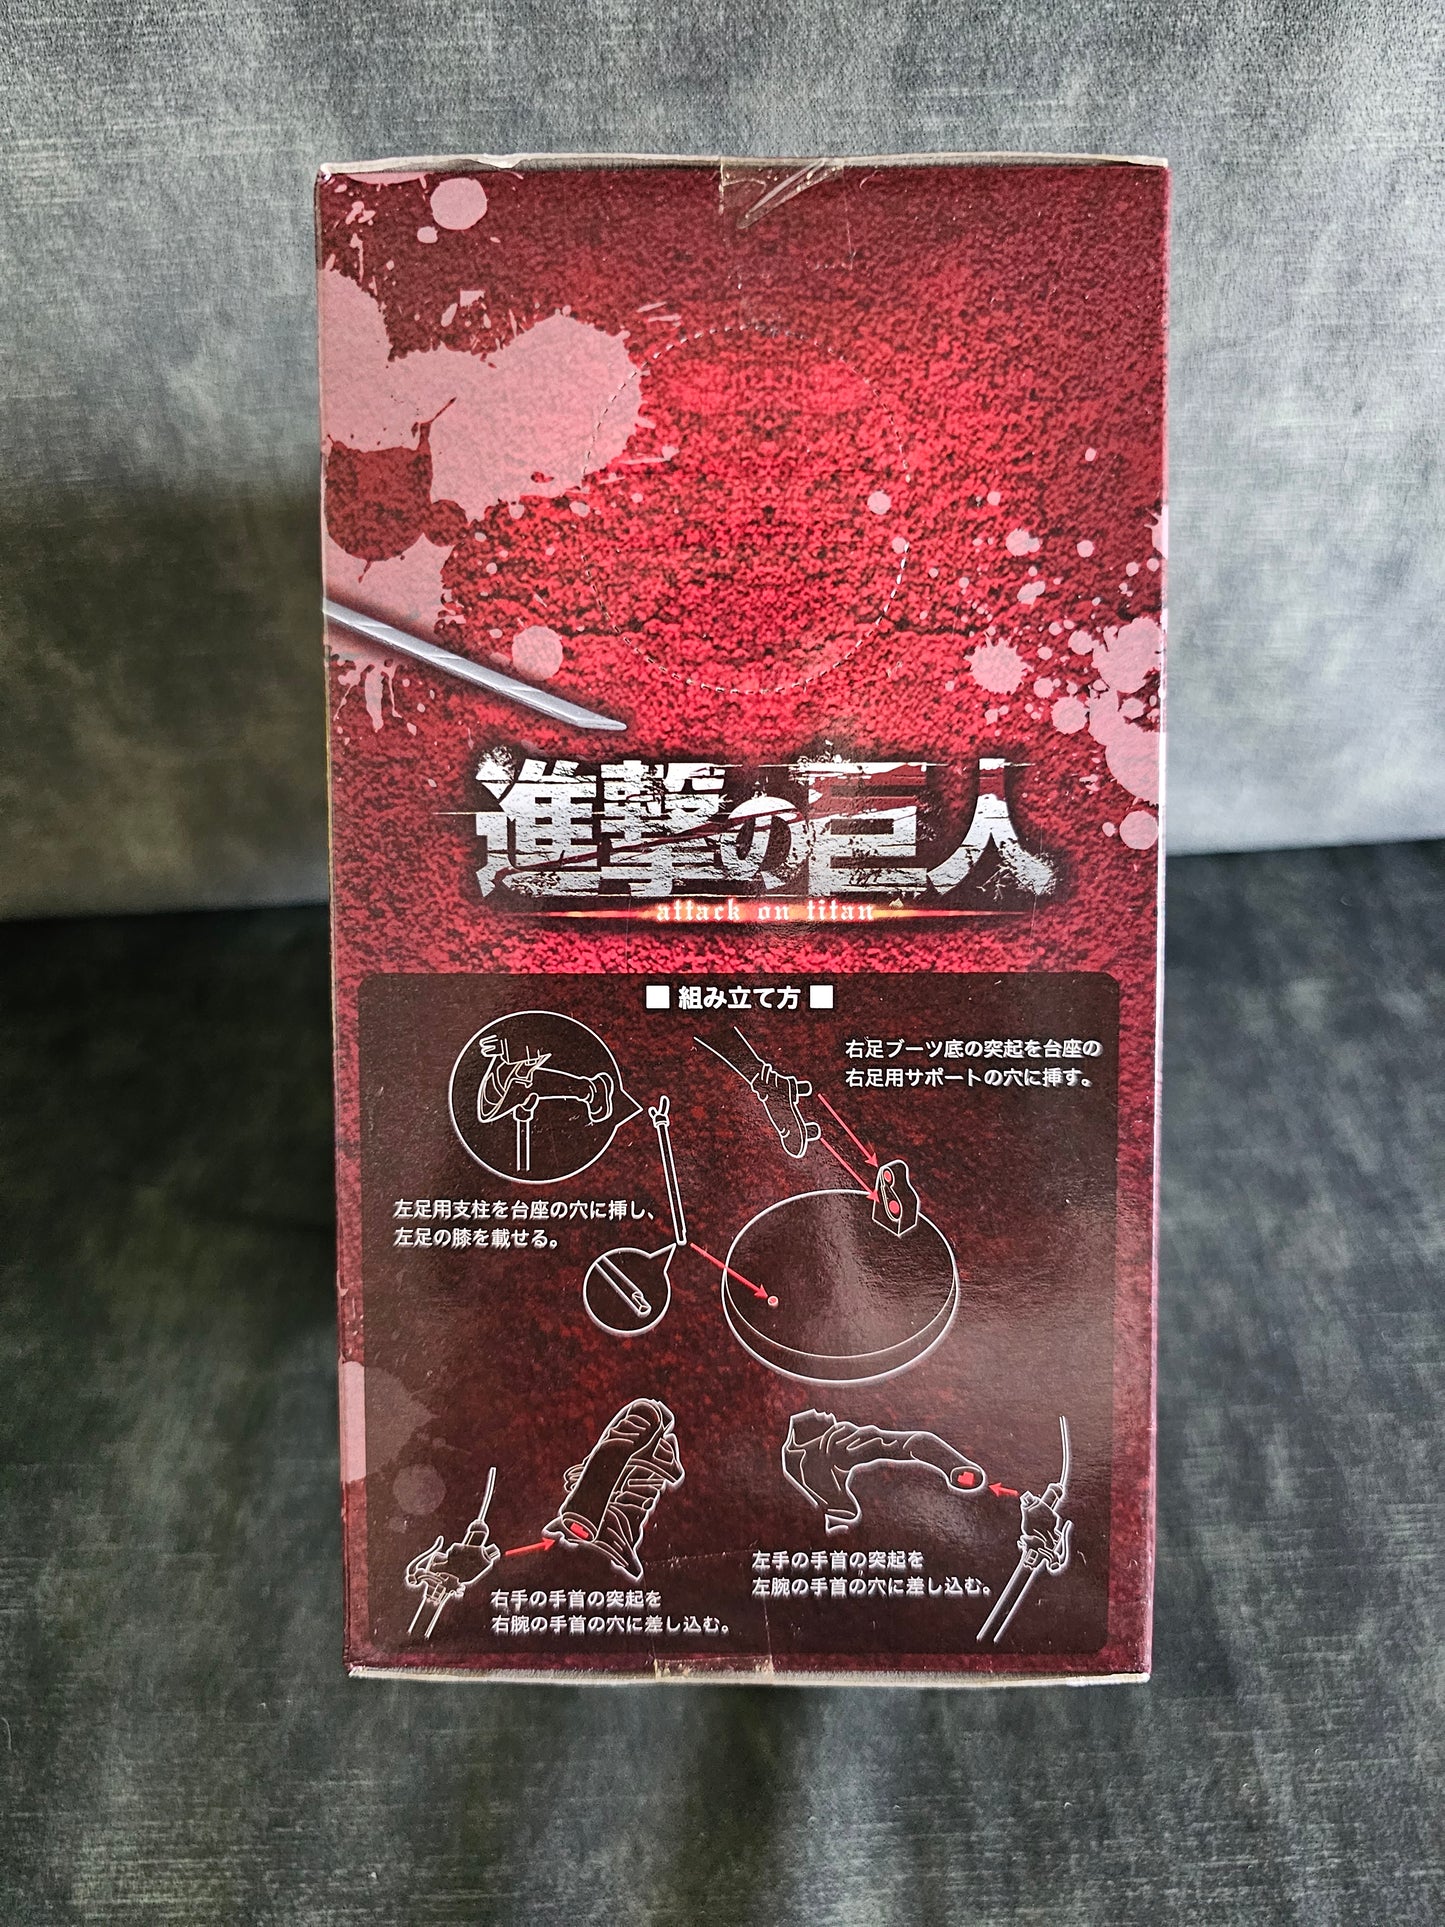 進撃の巨人
attack on titan
■ 組み立て方 ■
右足ブーツ底の突起を台座の
右足用サポートの穴に挿す。
左足用支柱を台座の穴に挿し、
左足の膝を載せる。
左手の手首の突起を
左腕の手首の穴に差し込む。
右手の手首の突起を
右腕の手首の穴に差し込む。